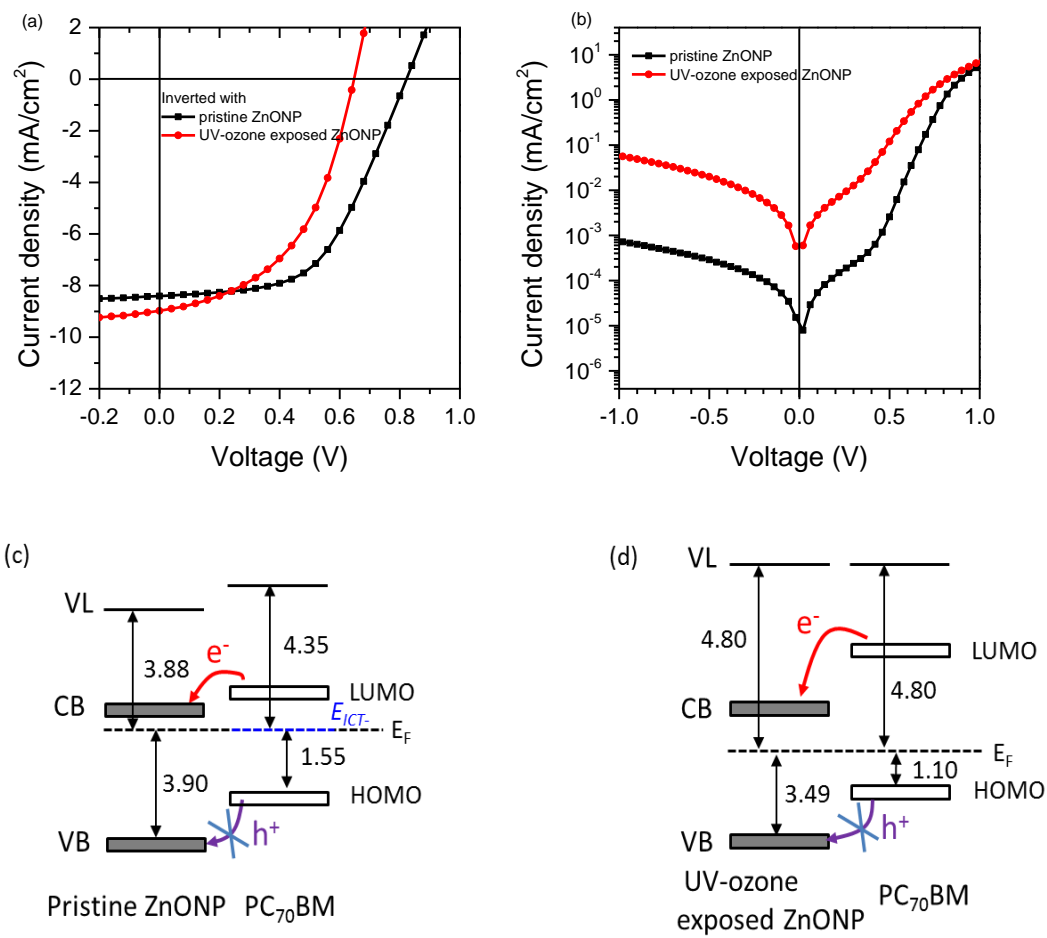 (a)
2
0
-2
-4
-6
-8
-10
-12
Current density (mA/cm²)
Inverted with
pristine ZnONP
UV-ozone exposed ZnONP
-0.2
0.0
0.2
0.4
0.6
0.8
1.0
Voltage (V)
(b)
10¹
10⁰
10⁻¹
10⁻²
10⁻³
10⁻⁴
10⁻⁵
10⁻⁶
Current density (mA/cm²)
pristine ZnONP
UV-ozone exposed ZnONP
-1.0
-0.5
0.0
0.5
1.0
Voltage (V)
(c)
VL
3.88
e⁻
4.35
CB
LUMO
E_ICT-
E_F
3.90
1.55
HOMO
VB
h⁺
Pristine ZnONP
PC₇₀BM
(d)
VL
4.80
e⁻
LUMO
4.80
CB
E_F
3.49
1.10
HOMO
VB
h⁺
UV-ozone
exposed ZnONP
PC₇₀BM